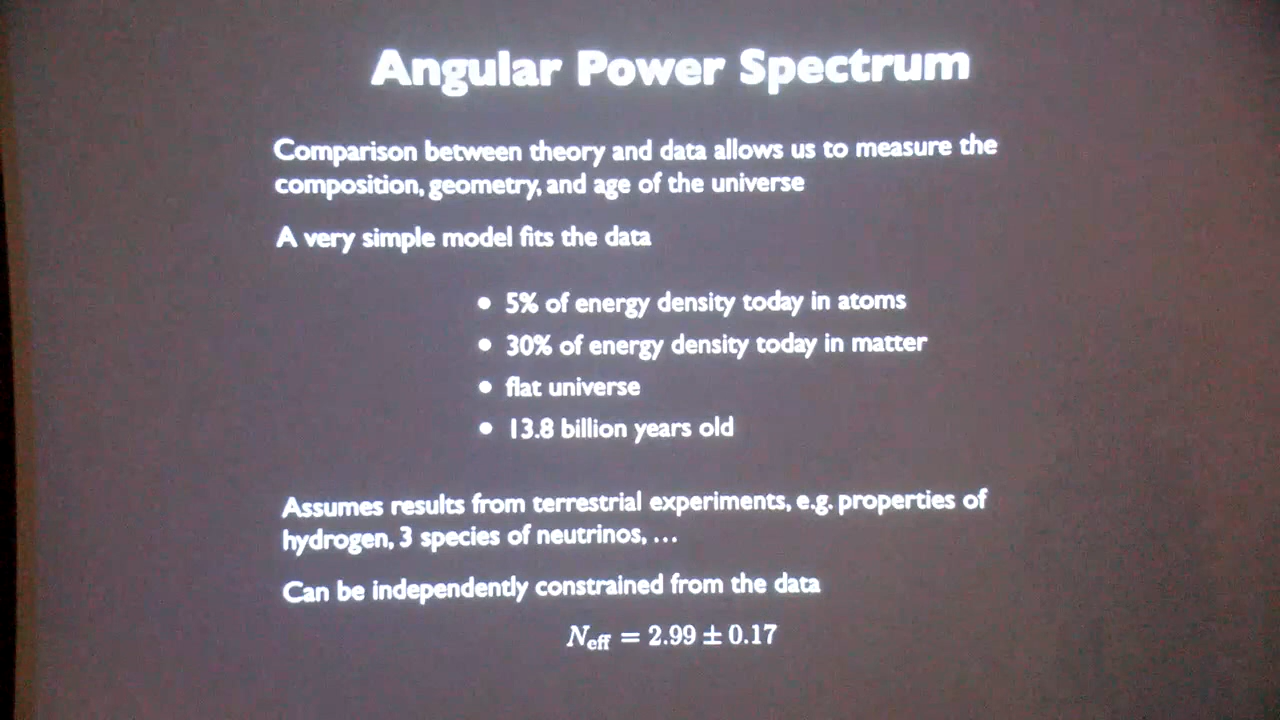 Angular Power Spectrum
Comparison between theory and data allows us to measure the
composition, geometry, and age of the universe
A very simple model fits the data
• 5% of energy density today in atoms
• 30% of energy density today in matter
• flat universe
• 13.8 billion years old
Assumes results from terrestrial experiments, e.g. properties of
hydrogen, 3 species of neutrinos, …
Can be independently constrained from the data
N_eff = 2.99 ± 0.17